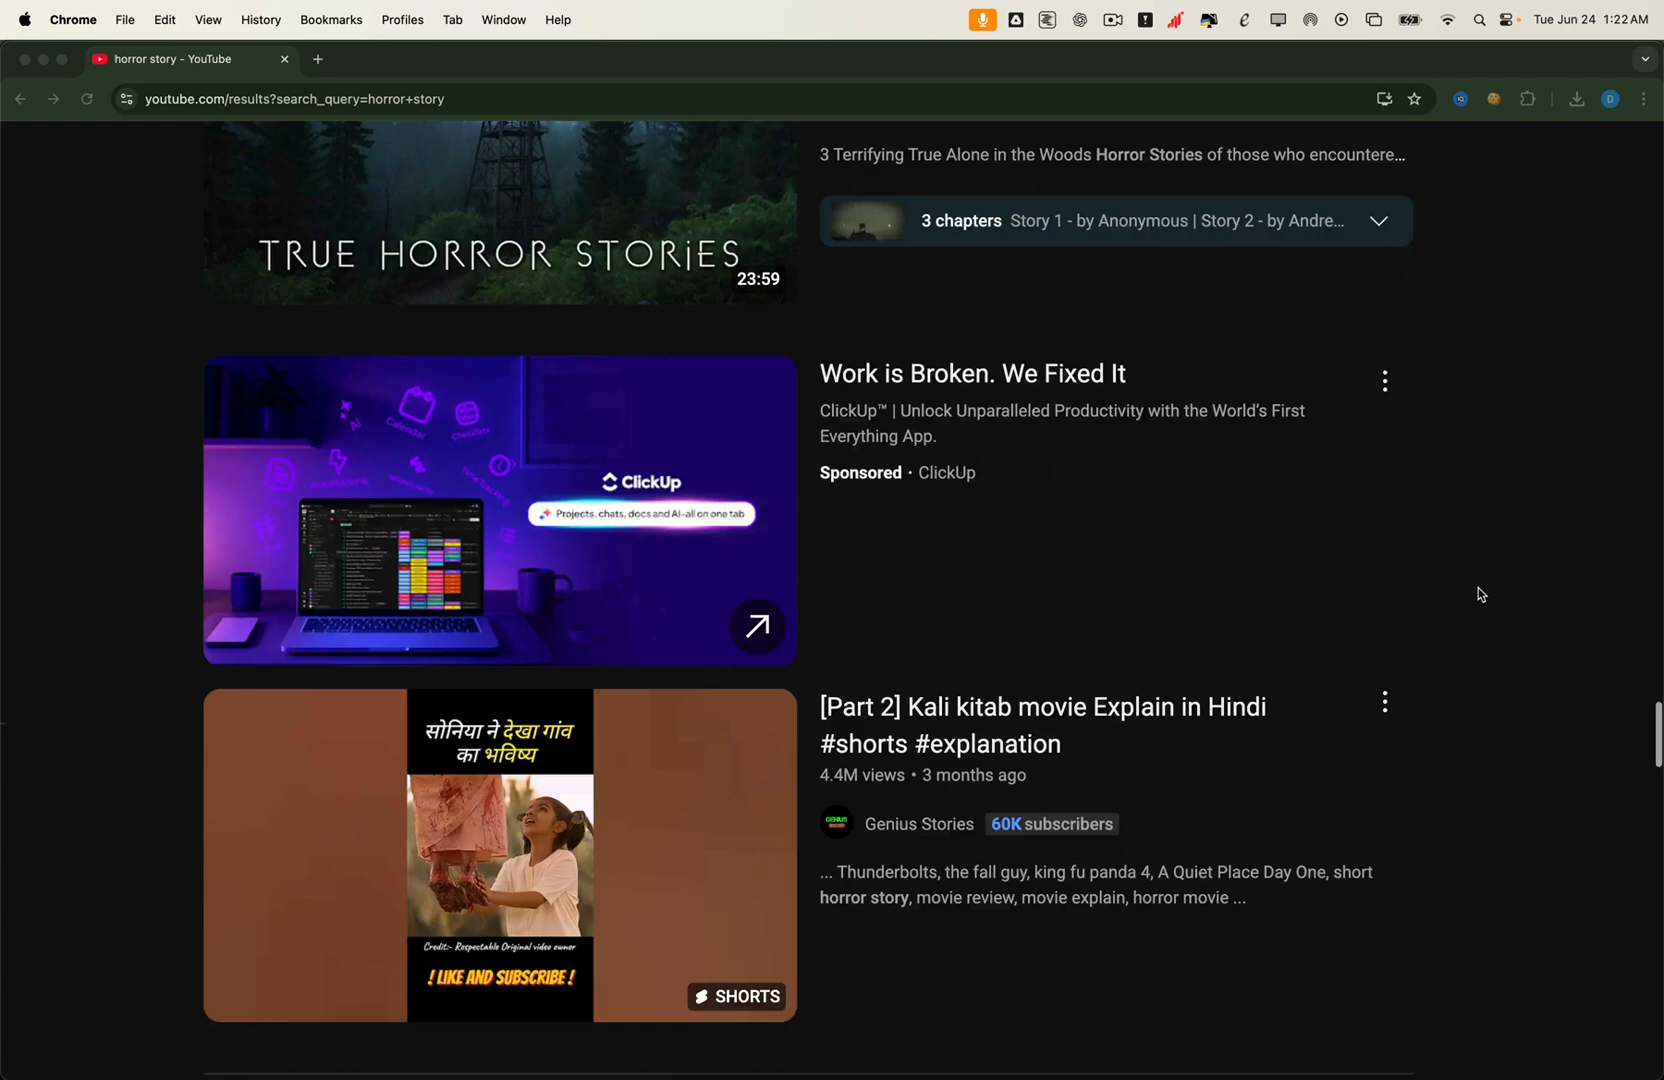 Chrome File Edit View History Bookmarks Profiles Tab Window Help Tue Jun 24 1:22 AM
horror story - YouTube
youtube.com/results?search_query=horror+story
D
3 Terrifying True Alone in the Woods Horror Stories of those who encountere...
3 chapters Story 1 - by Anonymous | Story 2 - by Andre...
TRUE HORROR STORiES
23:59
Work is Broken. We Fixed It
ClickUp™ | Unlock Unparalleled Productivity with the World’s First
Everything App.
Sponsored • ClickUp
AI
Calendar
Checklists
Time Tracking
ClickUp
Projects, chats, docs and AI-all on one tab
[Part 2] Kali kitab movie Explain in Hindi
#shorts #explanation
4.4M views • 3 months ago
Genius Stories 60K subscribers
... Thunderbolts, the fall guy, king fu panda 4, A Quiet Place Day One, short
horror story, movie review, movie explain, horror movie ...
सोनिया ने देखा गांव
का भविष्य
Credit:- Respectable Original video owner
! LIKE AND SUBSCRIBE !
SHORTS